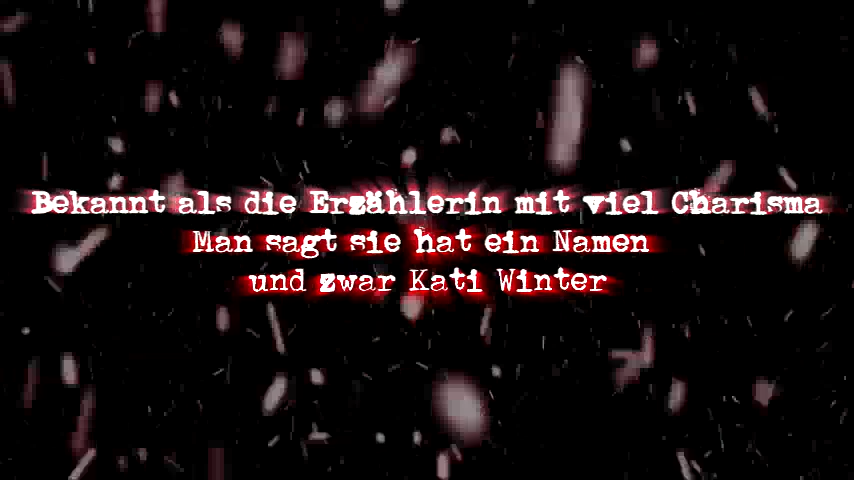 Bekannt als die Erzählerin mit viel Charisma
Man sagt sie hat ein Namen
und zwar Kati Winter